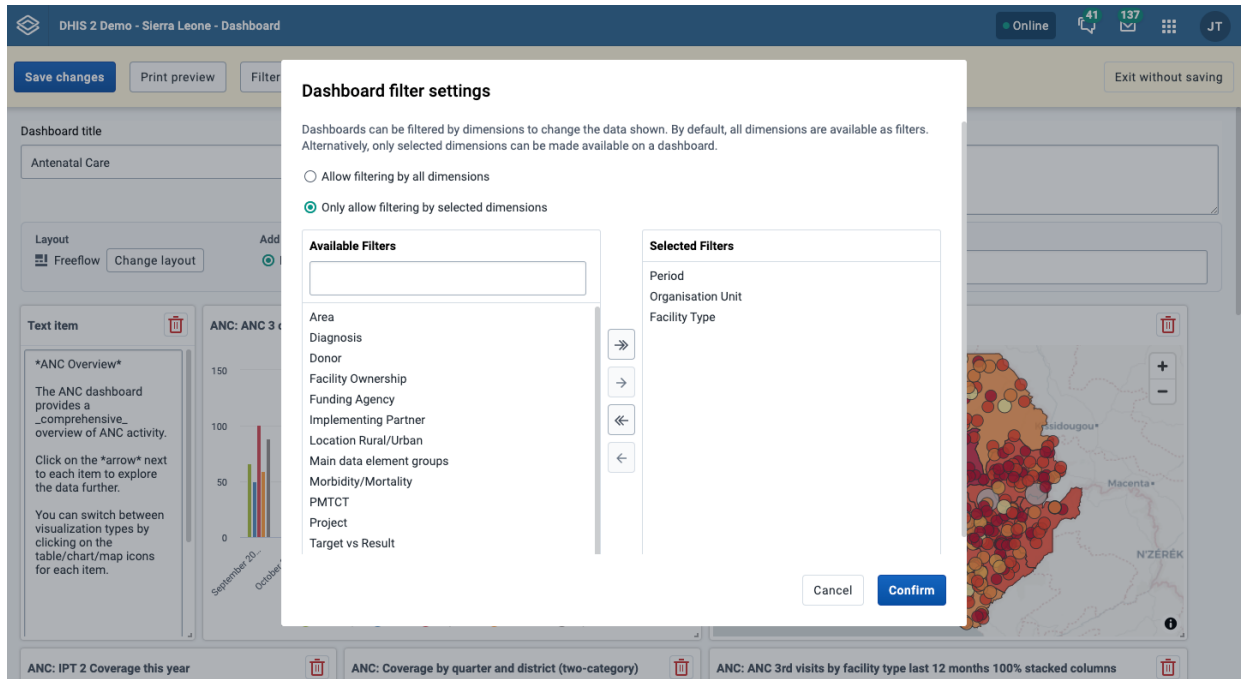 DHIS 2 Demo - Sierra Leone - Dashboard
Online
41
137
JT
Save changes
Print preview
Filter
Exit without saving
Dashboard title
Antenatal Care
Layout
Freeflow
Change layout
Add
Dashboard filter settings
Dashboards can be filtered by dimensions to change the data shown. By default, all dimensions are available as filters.
Alternatively, only selected dimensions can be made available on a dashboard.
Allow filtering by all dimensions
Only allow filtering by selected dimensions
Available Filters
Area
Diagnosis
Donor
Facility Ownership
Funding Agency
Implementing Partner
Location Rural/Urban
Main data element groups
Morbidity/Mortality
PMTCT
Project
Target vs Result
Selected Filters
Period
Organisation Unit
Facility Type
Cancel
Confirm
Text item
*ANC Overview*
The ANC dashboard
provides a
_comprehensive_
overview of ANC activity.
Click on the *arrow* next
to each item to explore
the data further.
You can switch between
visualization types by
clicking on the
table/chart/map icons
for each item.
ANC: ANC 3
150
100
50
0
September 20...
October
Macenta
N'ZÉRÉK
ANC: IPT 2 Coverage this year
ANC: Coverage by quarter and district (two-category)
ANC: ANC 3rd visits by facility type last 12 months 100% stacked columns